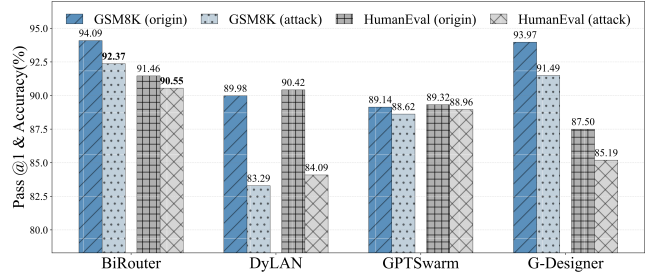 GSM8K (origin) GSM8K (attack) HumanEval (origin) HumanEval (attack)
Pass @1 & Accuracy(%)
95.0
92.5
90.0
87.5
85.0
82.5
80.0
94.09 92.37 91.46 90.55
89.98 83.29 90.42 84.09
89.14 88.62 89.32 88.96
93.97 91.49 87.50 85.19
BiRouter DyLAN GPTSwarm G-Designer